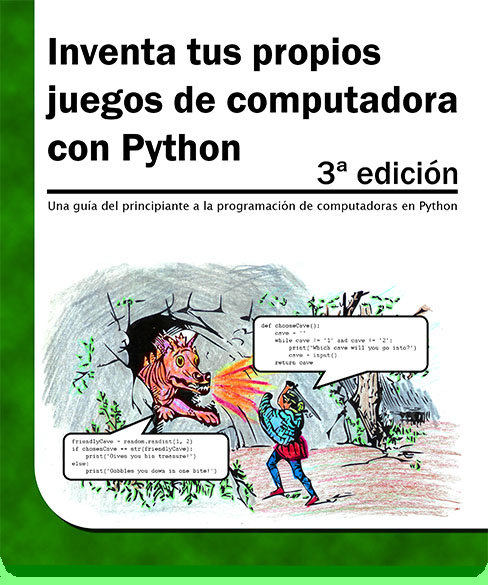 Inventa tus propios
juegos de computadora
con Python
3ª edición
Una guía del principiante a la programación de computadoras en Python
def chooseCave():
cave = ''
while cave != '1' and cave != '2':
print('Which cave will you go into?')
cave = input()
return cave
friendlyCave = random.randint(1, 2)
if chosenCave == str(friendlyCave):
print('Gives you his treasure!')
else:
print('Gobbles you down in one bite!')